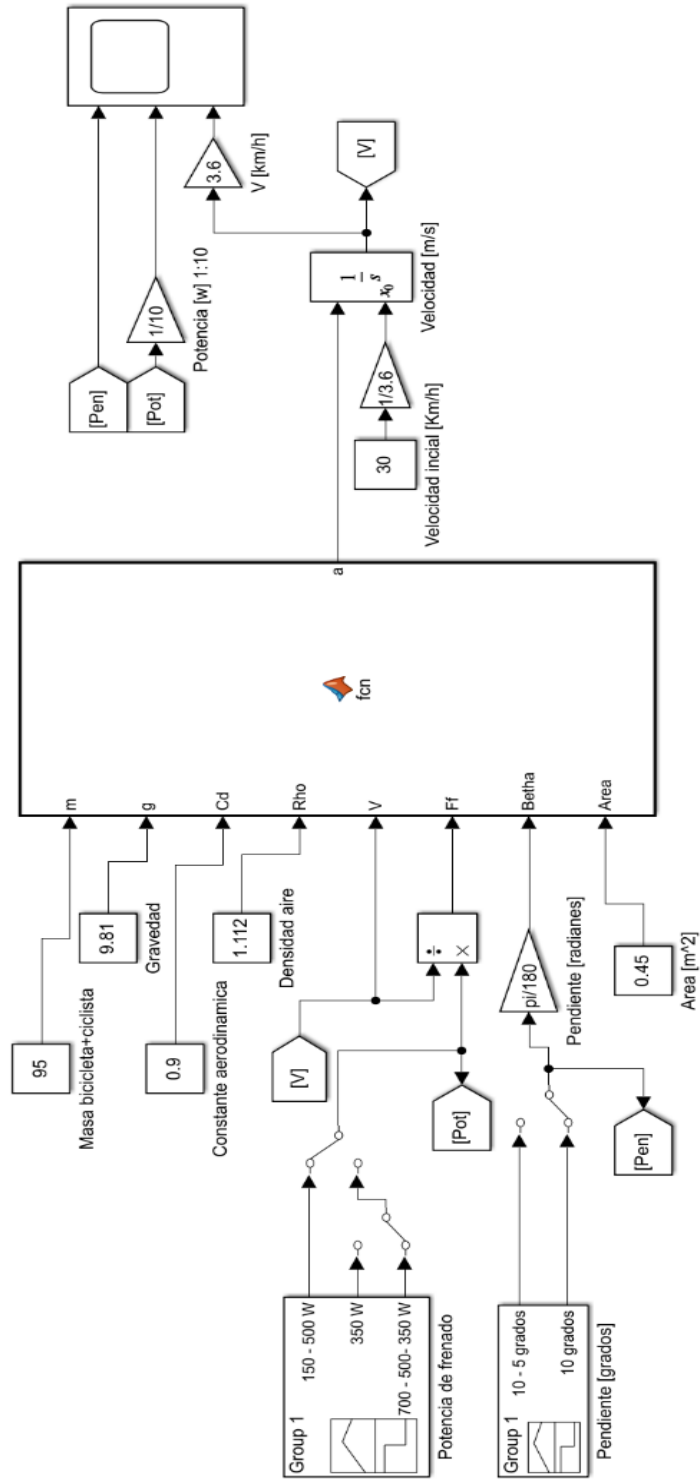 95
Masa bicicleta+ciclista
9.81
Gravedad
0.9
Constante aerodinamica
1.112
Densidad aire
[V]
Group 1
150 - 500 W
350 W
700 - 500- 350 W
Potencia de frenado
[Pot]
÷
×
Group 1
10 - 5 grados
10 grados
Pendiente [grados]
[Pen]
pi/180
Pendiente [radianes]
0.45
Area [m^2]
m
g
Cd
Rho
V
Ff
Betha
Area
fcn
a
30
Velocidad incial [Km/h]
1/3.6
1
s
x0
Velocidad [m/s]
[V]
3.6
V [km/h]
[Pen]
[Pot]
1/10
Potencia [w] 1:10